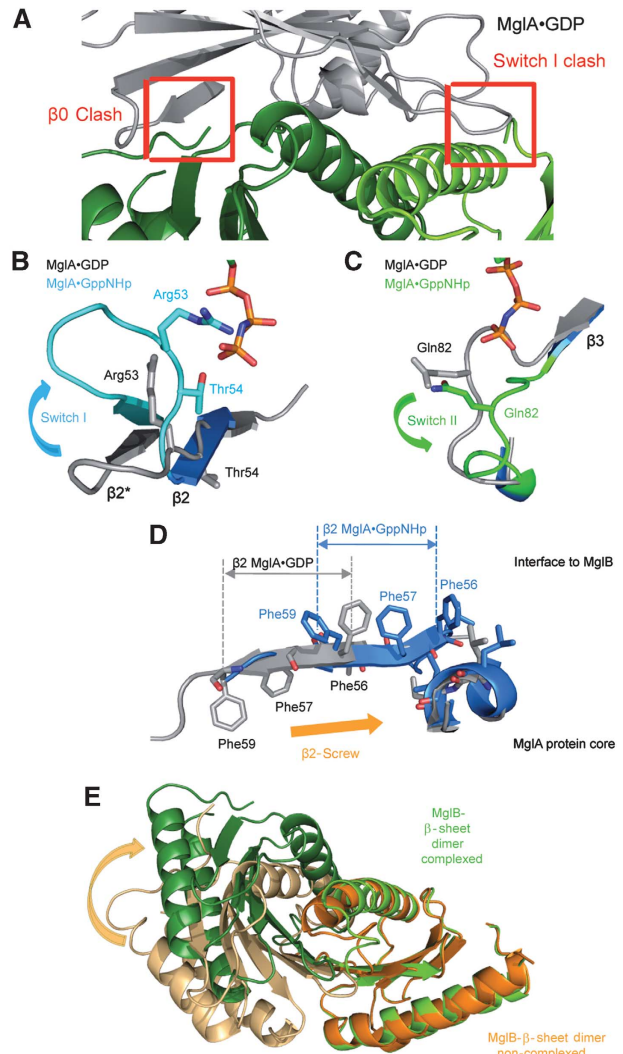 A
MglA•GDP
Switch I clash
β0 Clash
B
MglA•GDP
MglA•GppNHp
Arg53
Arg53
Thr54
Switch I
Thr54
β2*
β2
C
MglA•GDP
MglA•GppNHp
β3
Gln82
Gln82
Switch II
D
β2 MglA•GppNHp
Interface to MglB
β2 MglA•GDP
Phe56
Phe57
Phe59
Phe56
Phe57
Phe59
β2-Screw
MglA protein core
E
MglB-
β-sheet
dimer
complexed
MglB-β-sheet dimer
non-complexed